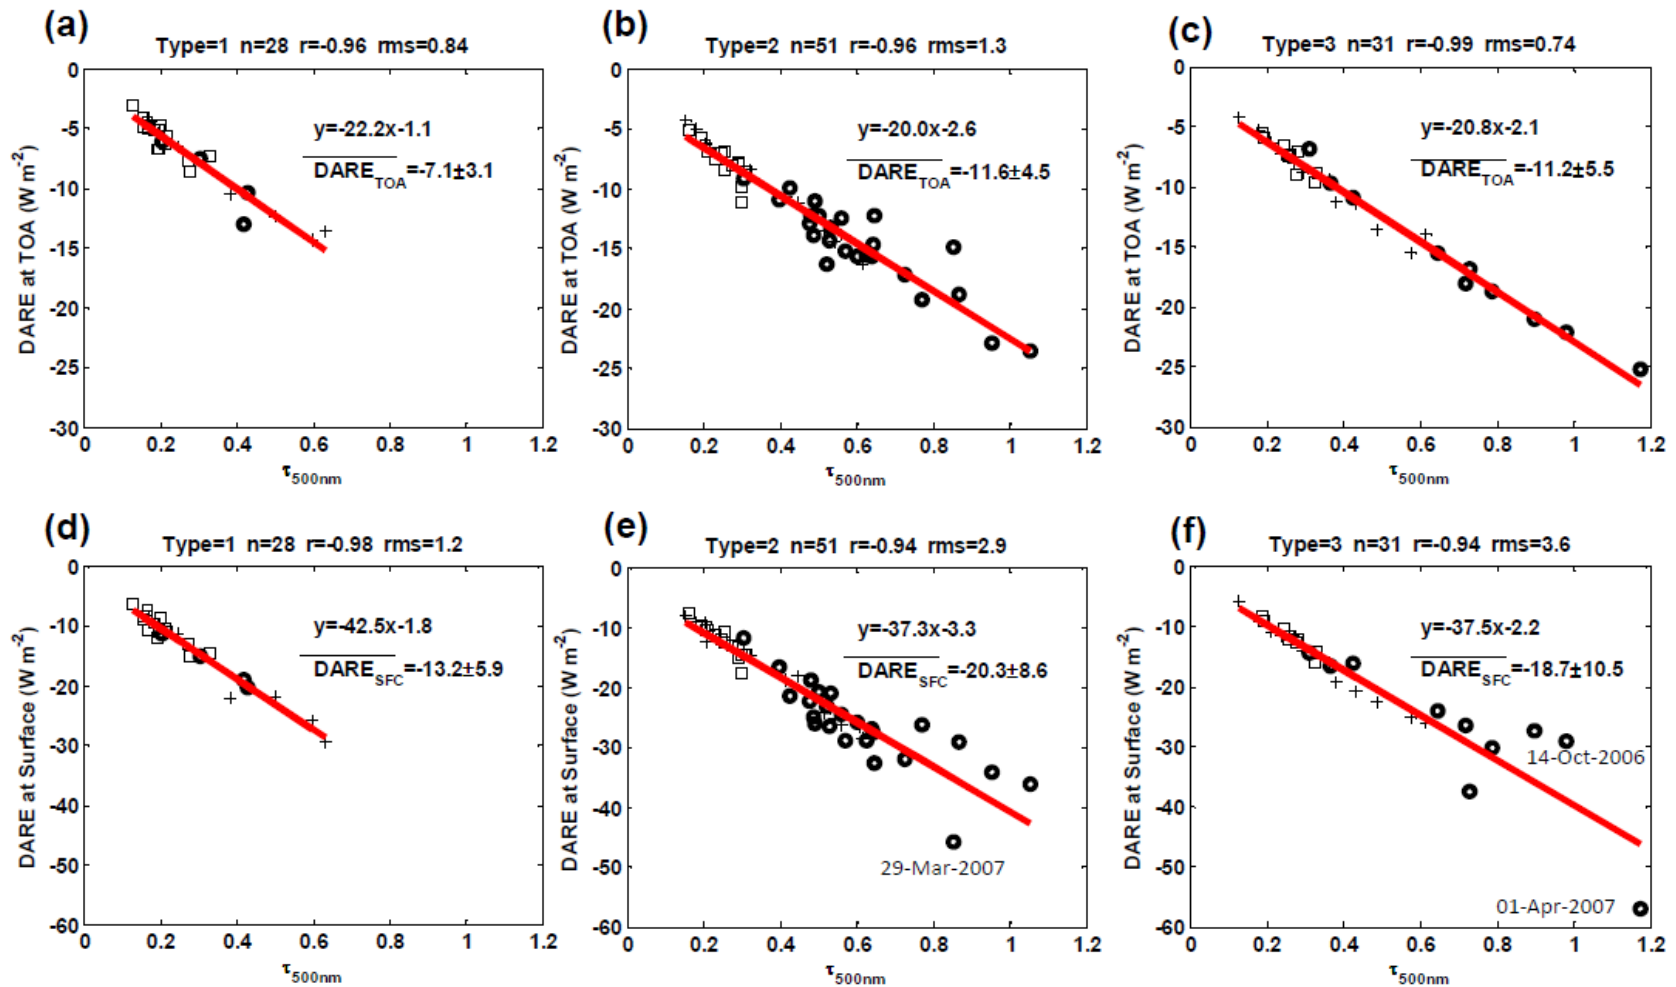 (a)
Type=1 n=28 r=-0.96 rms=0.84
0
-5
-10
-15
-20
-25
-30
0 0.2 0.4 0.6 0.8 1 1.2
DARE at TOA (W m-2)
τ500nm
y=-22.2x-1.1
DARETOA=-7.1±3.1
(b)
Type=2 n=51 r=-0.96 rms=1.3
0
-5
-10
-15
-20
-25
-30
0 0.2 0.4 0.6 0.8 1 1.2
DARE at TOA (W m-2)
τ500nm
y=-20.0x-2.6
DARETOA=-11.6±4.5
(c)
Type=3 n=31 r=-0.99 rms=0.74
0
-5
-10
-15
-20
-25
-30
0 0.2 0.4 0.6 0.8 1 1.2
DARE at TOA (W m-2)
τ500nm
y=-20.8x-2.1
DARETOA=-11.2±5.5
(d)
Type=1 n=28 r=-0.98 rms=1.2
0
-10
-20
-30
-40
-50
-60
0 0.2 0.4 0.6 0.8 1 1.2
DARE at Surface (W m-2)
τ500nm
y=-42.5x-1.8
DARESFC=-13.2±5.9
(e)
Type=2 n=51 r=-0.94 rms=2.9
0
-10
-20
-30
-40
-50
-60
0 0.2 0.4 0.6 0.8 1 1.2
DARE at Surface (W m-2)
τ500nm
y=-37.3x-3.3
DARESFC=-20.3±8.6
29-Mar-2007
(f)
Type=3 n=31 r=-0.94 rms=3.6
0
-10
-20
-30
-40
-50
-60
0 0.2 0.4 0.6 0.8 1 1.2
DARE at Surface (W m-2)
τ500nm
y=-37.5x-2.2
DARESFC=-18.7±10.5
14-Oct-2006
01-Apr-2007